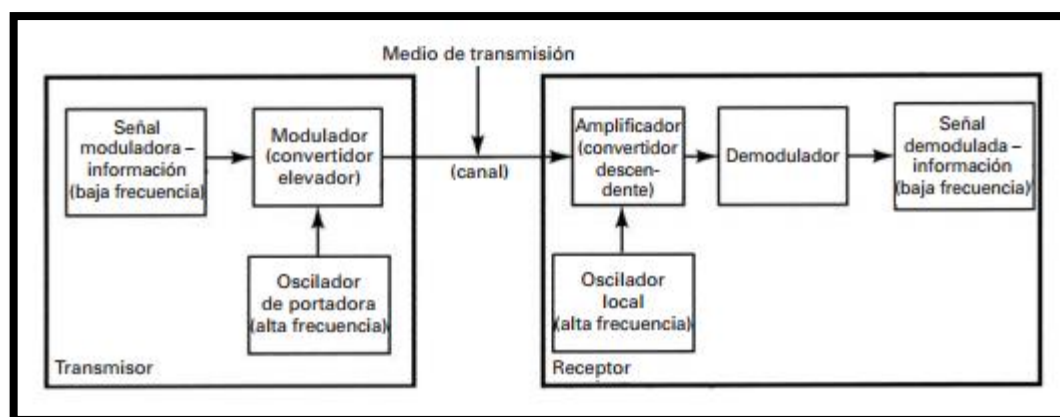 Medio de transmisión
Señal
moduladora –
información
(baja frecuencia)
Modulador
(convertidor
elevador)
Oscilador
de portadora
(alta frecuencia)
Transmisor
(canal)
Amplificador
(convertidor
descen-
dente)
Demodulador
Señal
demodulada –
información
(baja frecuencia)
Oscilador
local
(alta frecuencia)
Receptor